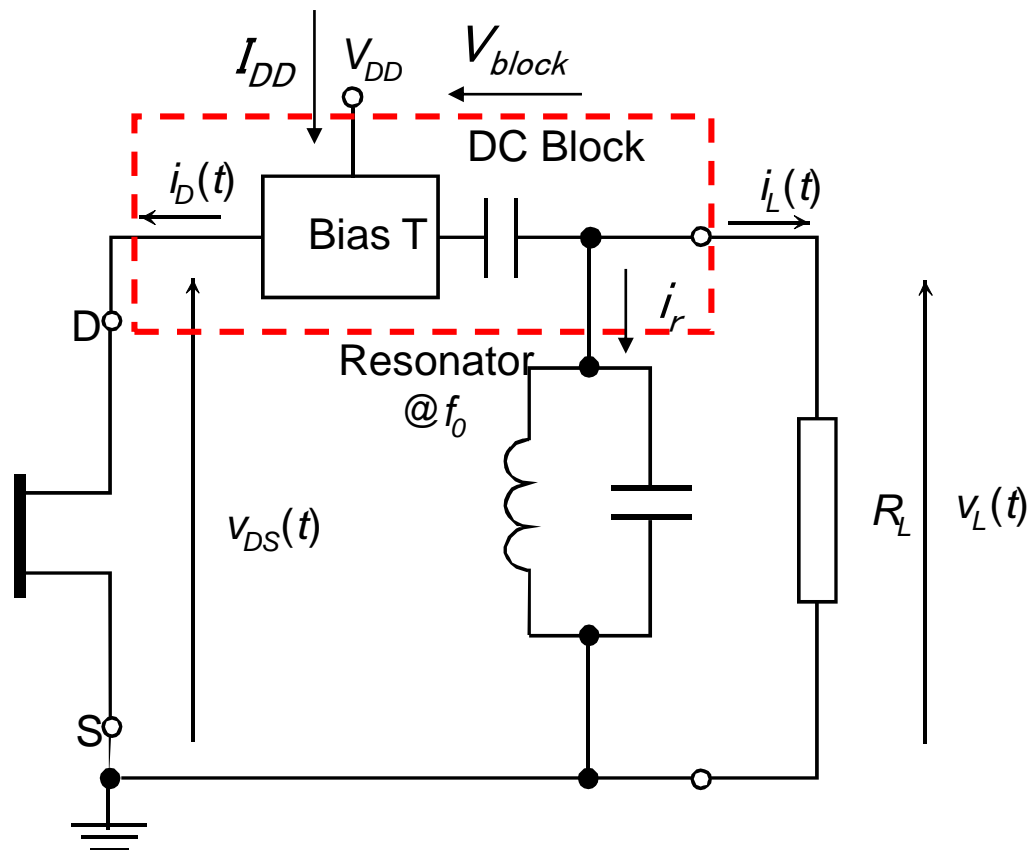 I_DD
V_DD
V_block
DC Block
i_D(t)
Bias T
i_L(t)
i_r
D
Resonator
@f_0
v_DS(t)
R_L
v_L(t)
S